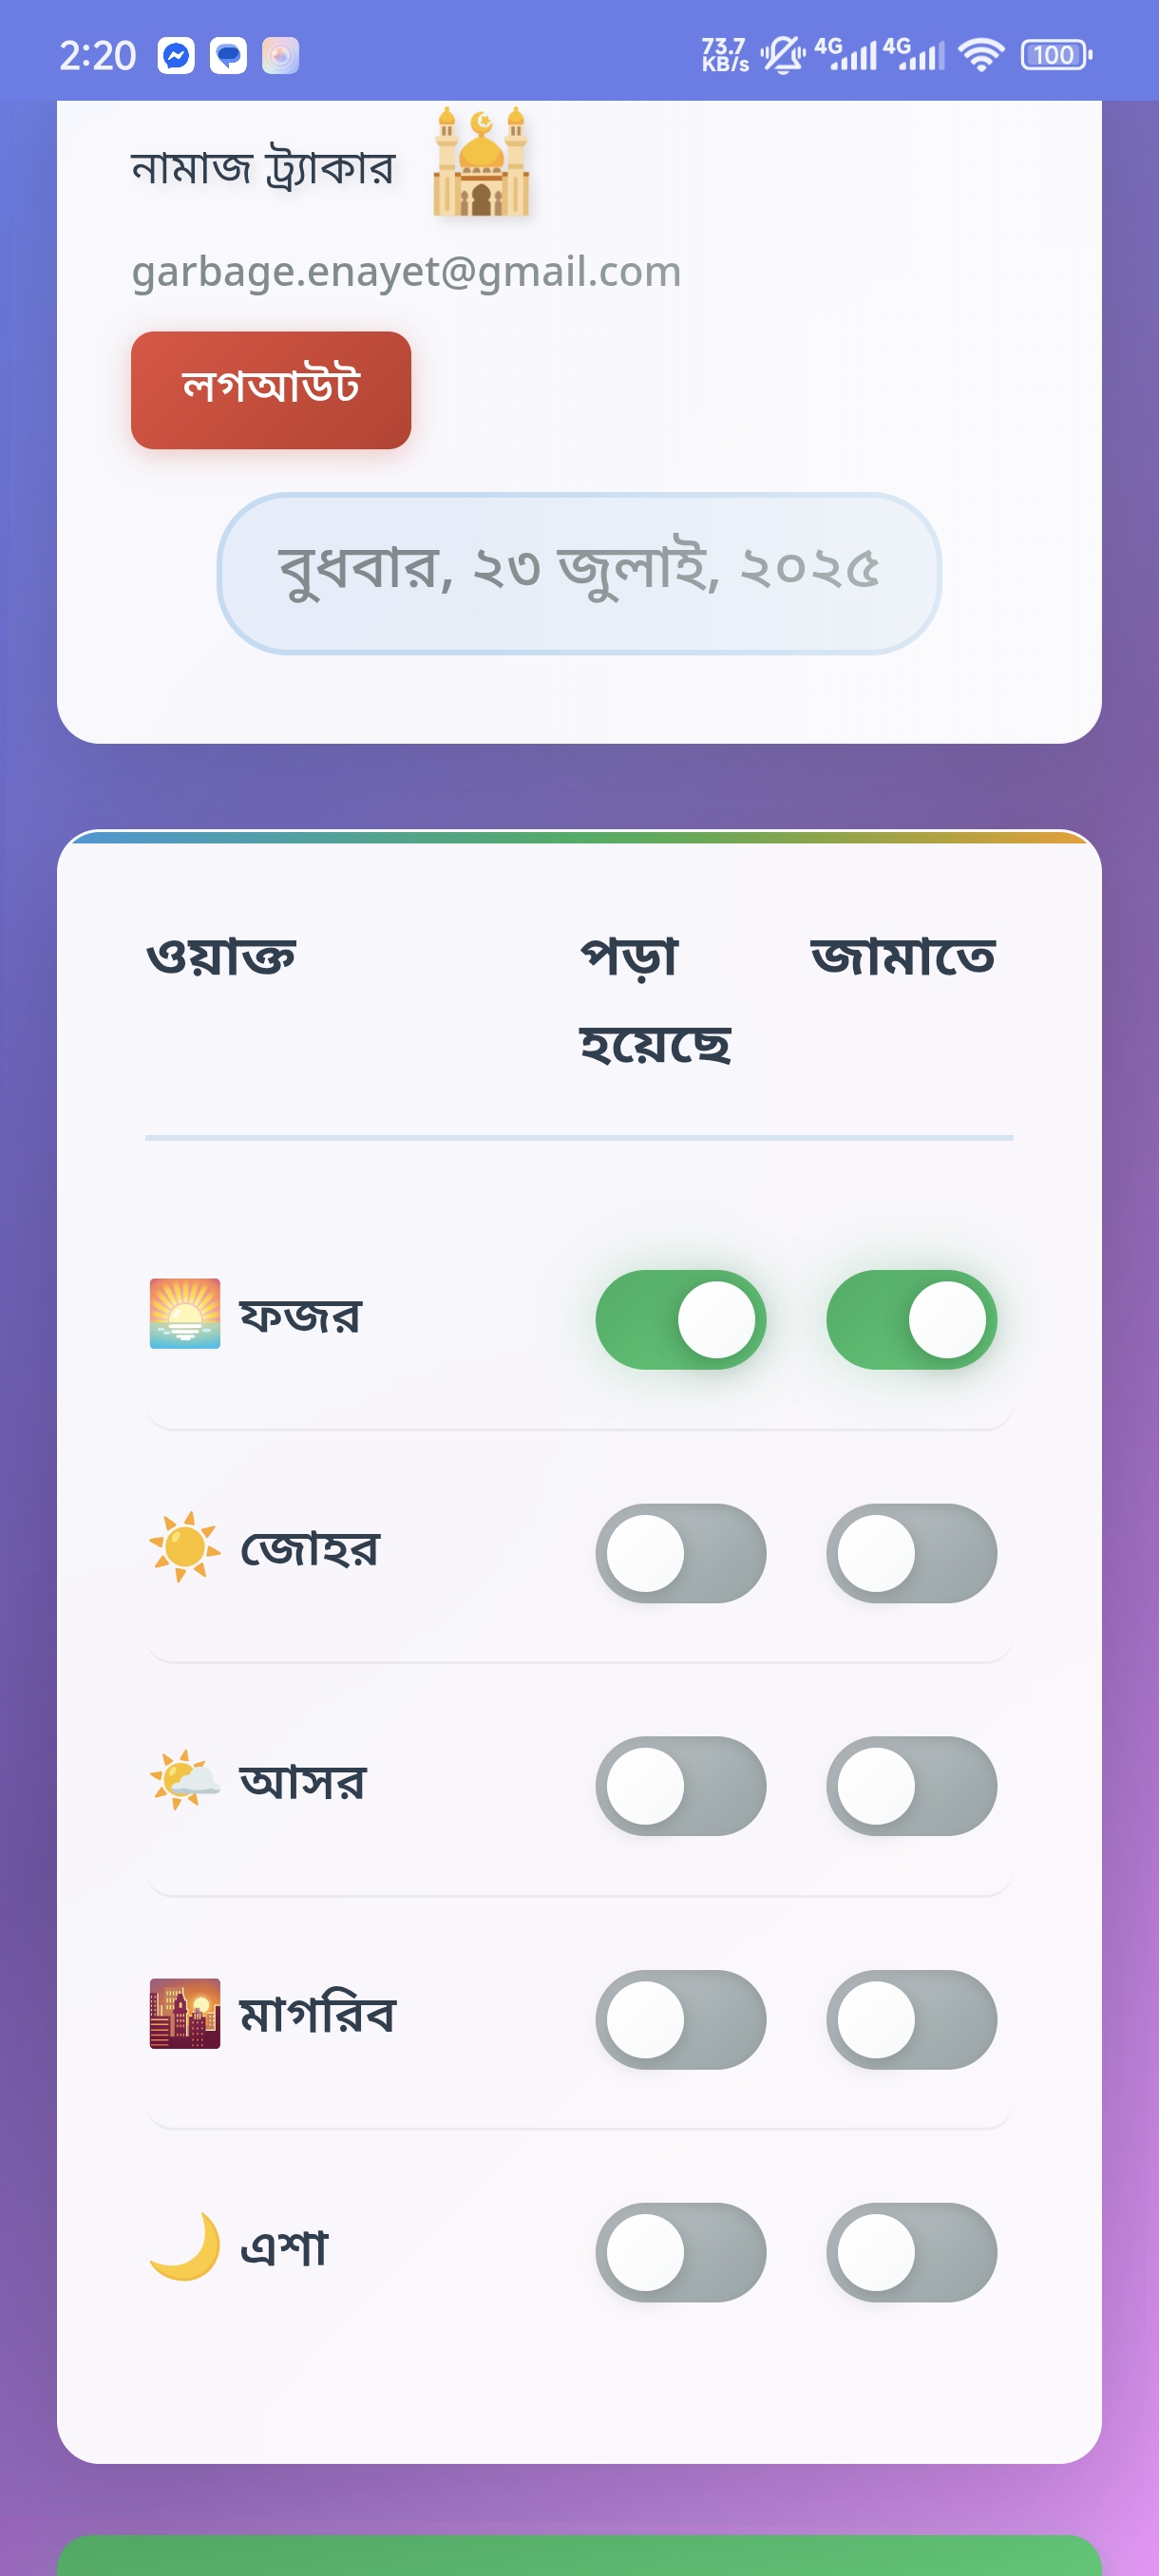 2:20 73.7 KB/s 4G 4G 100
নামাজ ট্র্যাকার
garbage.enayet@gmail.com
লগআউট
বুধবার, ২৩ জুলাই, ২০২৫
ওয়াক্ত পড়া হয়েছে জামাতে
ফজর
জোহর
আসর
মাগরিব
এশা